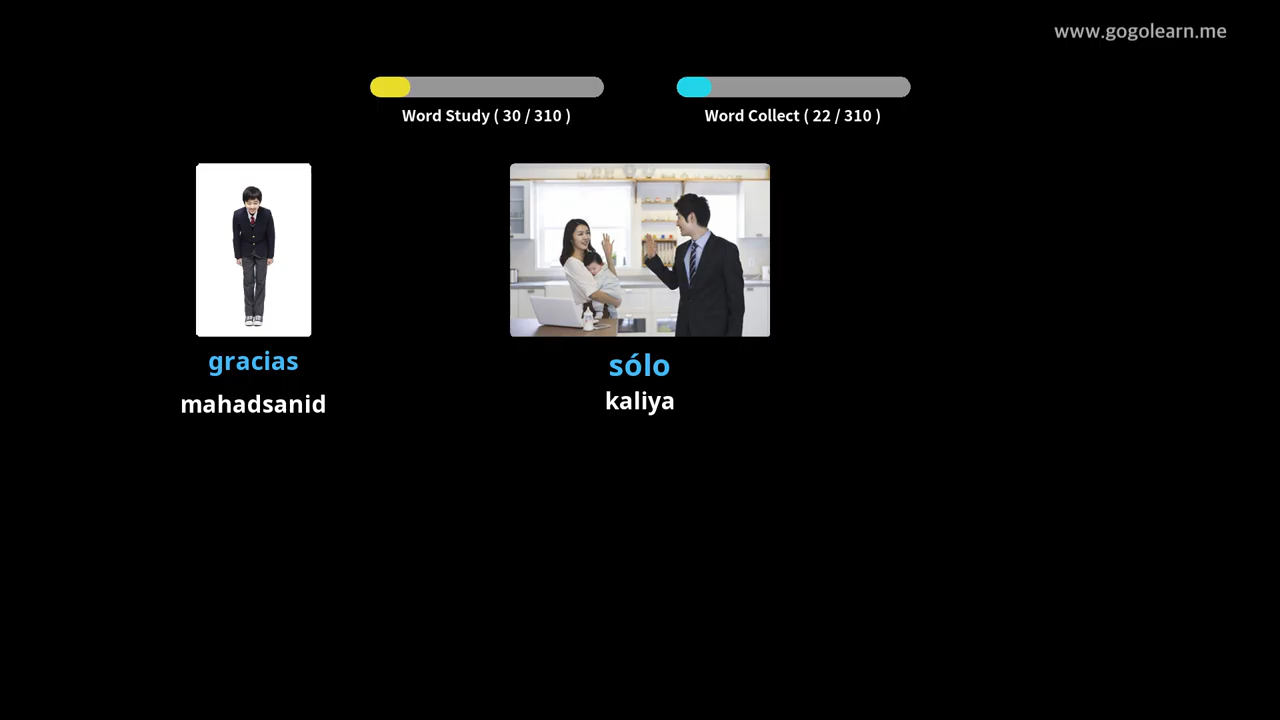 www.gogolearn.me
Word Study ( 30 / 310 )
Word Collect ( 22 / 310 )
gracias
mahadsanid
sólo
kaliya